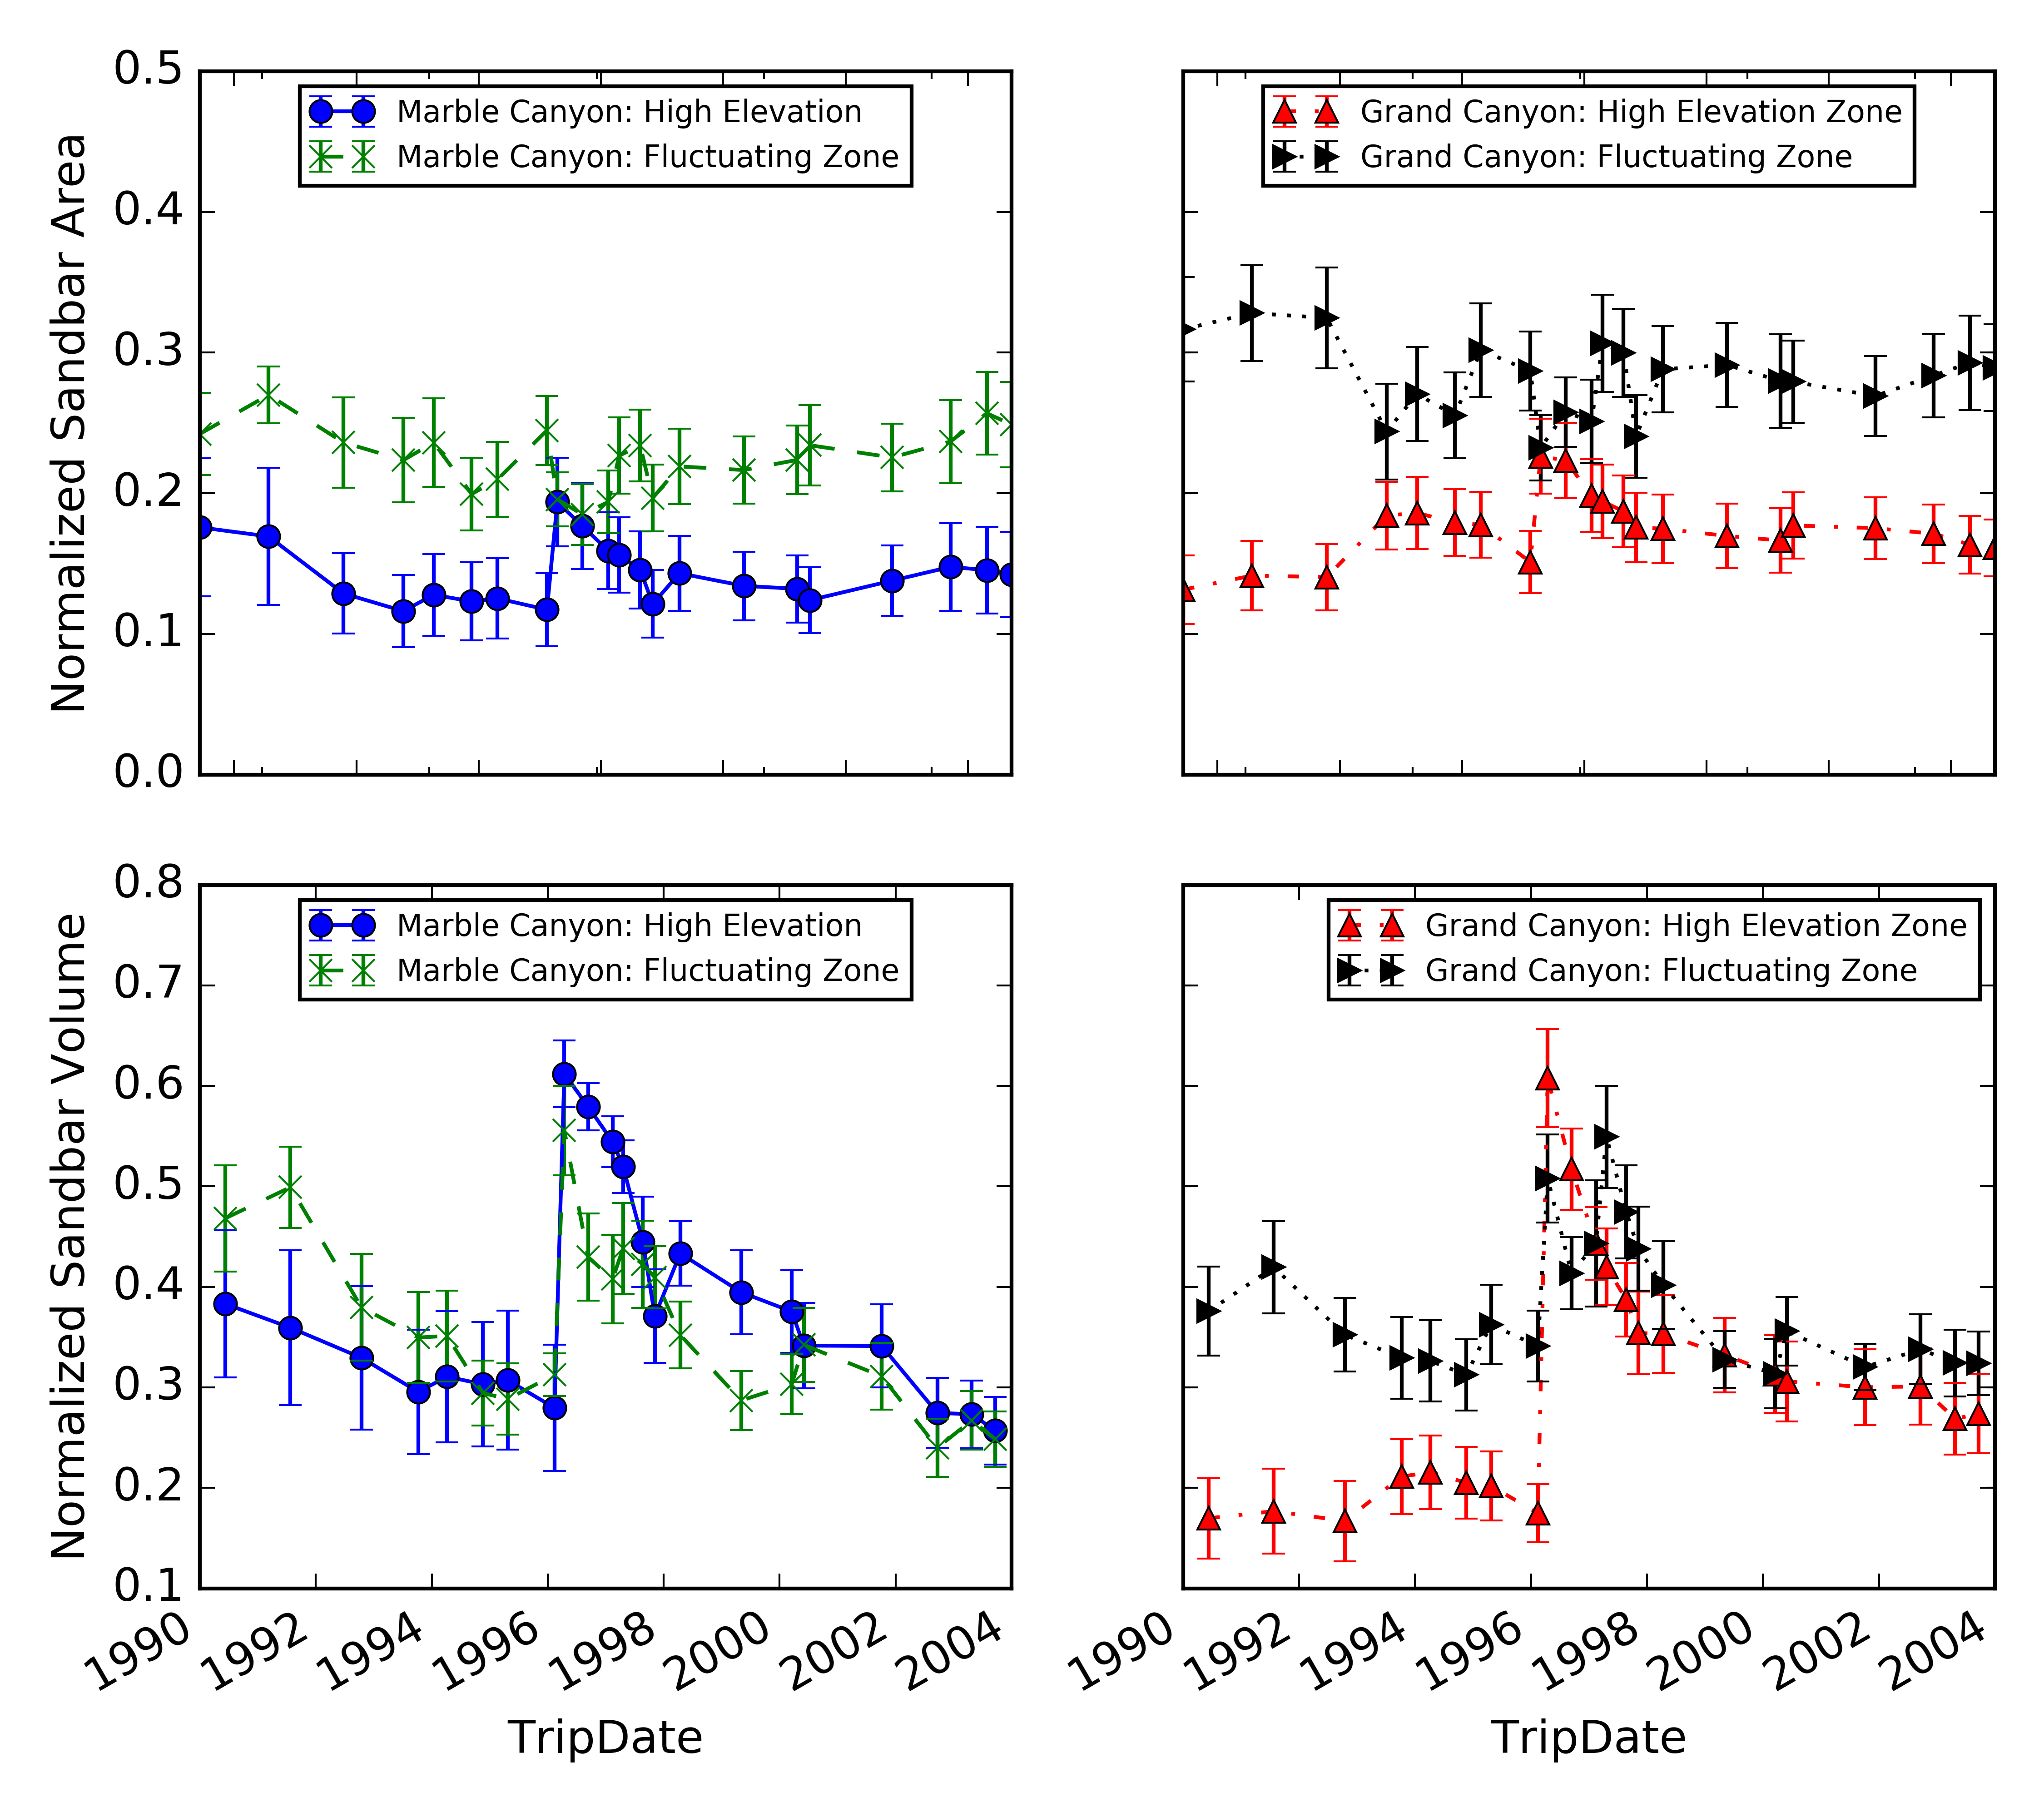 0.5
0.4
0.3
0.2
0.1
0.0
Normalized Sandbar Area
Marble Canyon: High Elevation
Marble Canyon: Fluctuating Zone
Grand Canyon: High Elevation Zone
Grand Canyon: Fluctuating Zone
0.8
0.7
0.6
0.5
0.4
0.3
0.2
0.1
Normalized Sandbar Volume
Marble Canyon: High Elevation
Marble Canyon: Fluctuating Zone
Grand Canyon: High Elevation Zone
Grand Canyon: Fluctuating Zone
1990 1992 1994 1996 1998 2000 2002 2004
TripDate
1990 1992 1994 1996 1998 2000 2002 2004
TripDate